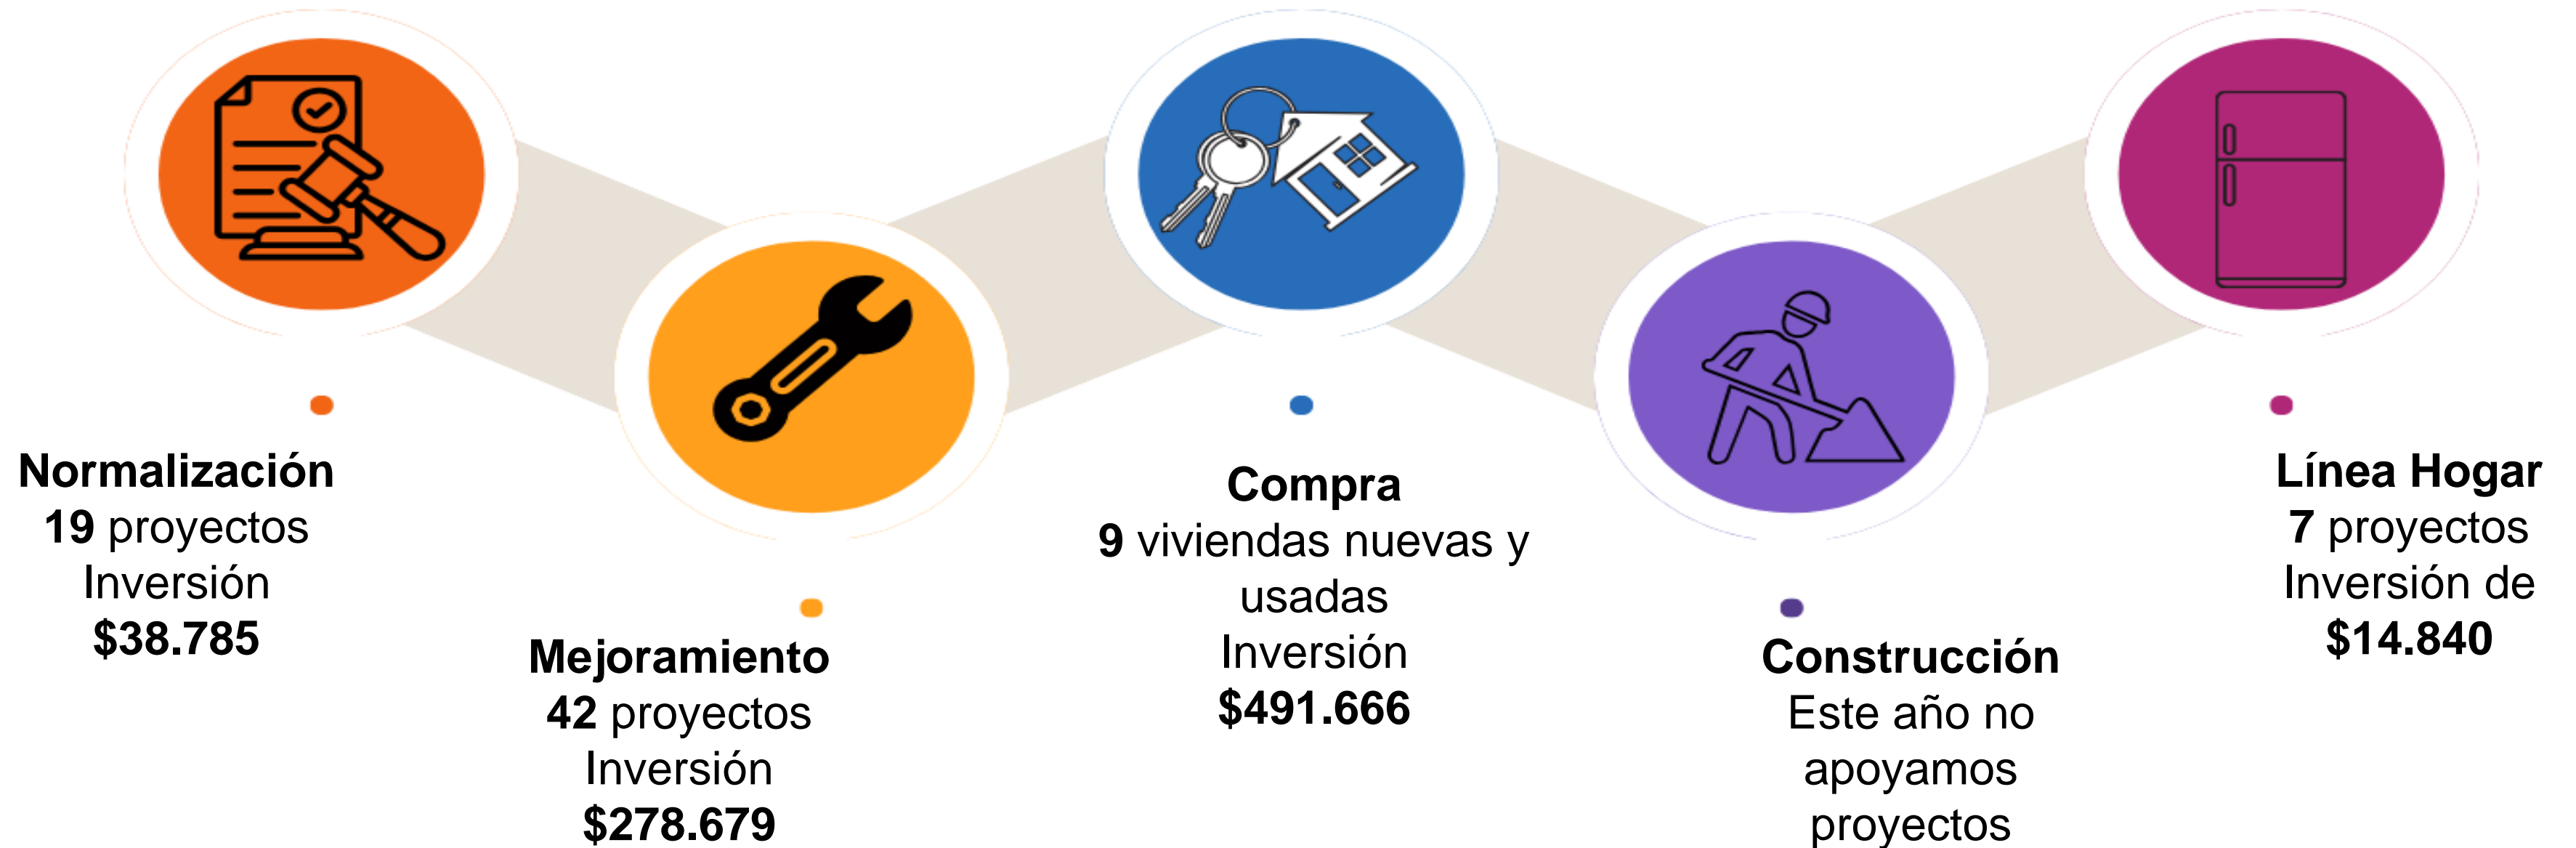 Normalización
19 proyectos
Inversión
$38.785
Mejoramiento
42 proyectos
Inversión
$278.679
Compra
9 viviendas nuevas y
usadas
Inversión
$491.666
Construcción
Este año no
apoyamos
proyectos
Línea Hogar
7 proyectos
Inversión de
$14.840